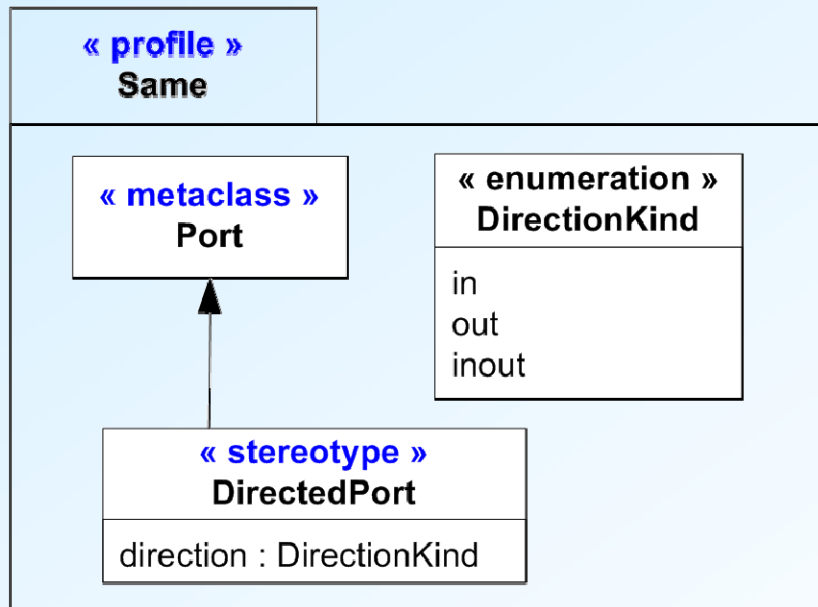 « profile »
Same
« metaclass »
Port
« enumeration »
DirectionKind
in
out
inout
« stereotype »
DirectedPort
direction : DirectionKind